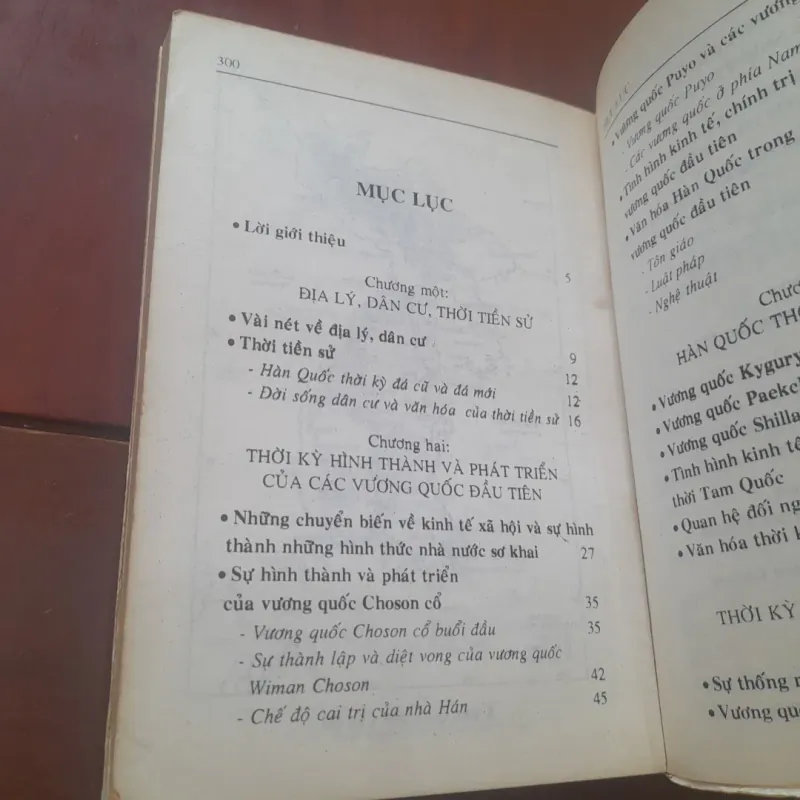 300
MỤC LỤC
• Lời giới thiệu 5
Chương một:
ĐỊA LÝ, DÂN CƯ, THỜI TIỀN SỬ
• Vài nét về địa lý, dân cư 9
• Thời tiền sử 12
- Hàn Quốc thời kỳ đá cũ và đá mới 12
- Đời sống dân cư và văn hóa của thời tiền sử 16
Chương hai:
THỜI KỲ HÌNH THÀNH VÀ PHÁT TRIỂN
CỦA CÁC VƯƠNG QUỐC ĐẦU TIÊN
• Những chuyển biến về kinh tế xã hội và sự hình
thành những hình thức nhà nước sơ khai 27
• Sự hình thành và phát triển
của vương quốc Choson cổ 35
- Vương quốc Choson cổ buổi đầu 35
- Sự thành lập và diệt vong của vương quốc
Wiman Choson 42
- Chế độ cai trị của nhà Hán 45
• Vương quốc Puyo và các vương
- Vương quốc Puyo
- Các vương quốc ở phía Nam
• Tình hình kinh tế, chính trị
vương quốc đầu tiên
• Văn hóa Hàn Quốc trong
vương quốc đầu tiên
- Tôn giáo
- Luật pháp
- Nghệ thuật
HÀN QUỐC
• Vương quốc
• Vương quốc
• Vương quốc Shilla
• Tình hình kinh tế
thời Tam Quốc
• Quan hệ đối
• Văn hóa thời
THỜI KỲ
• Sự thống
• Vương